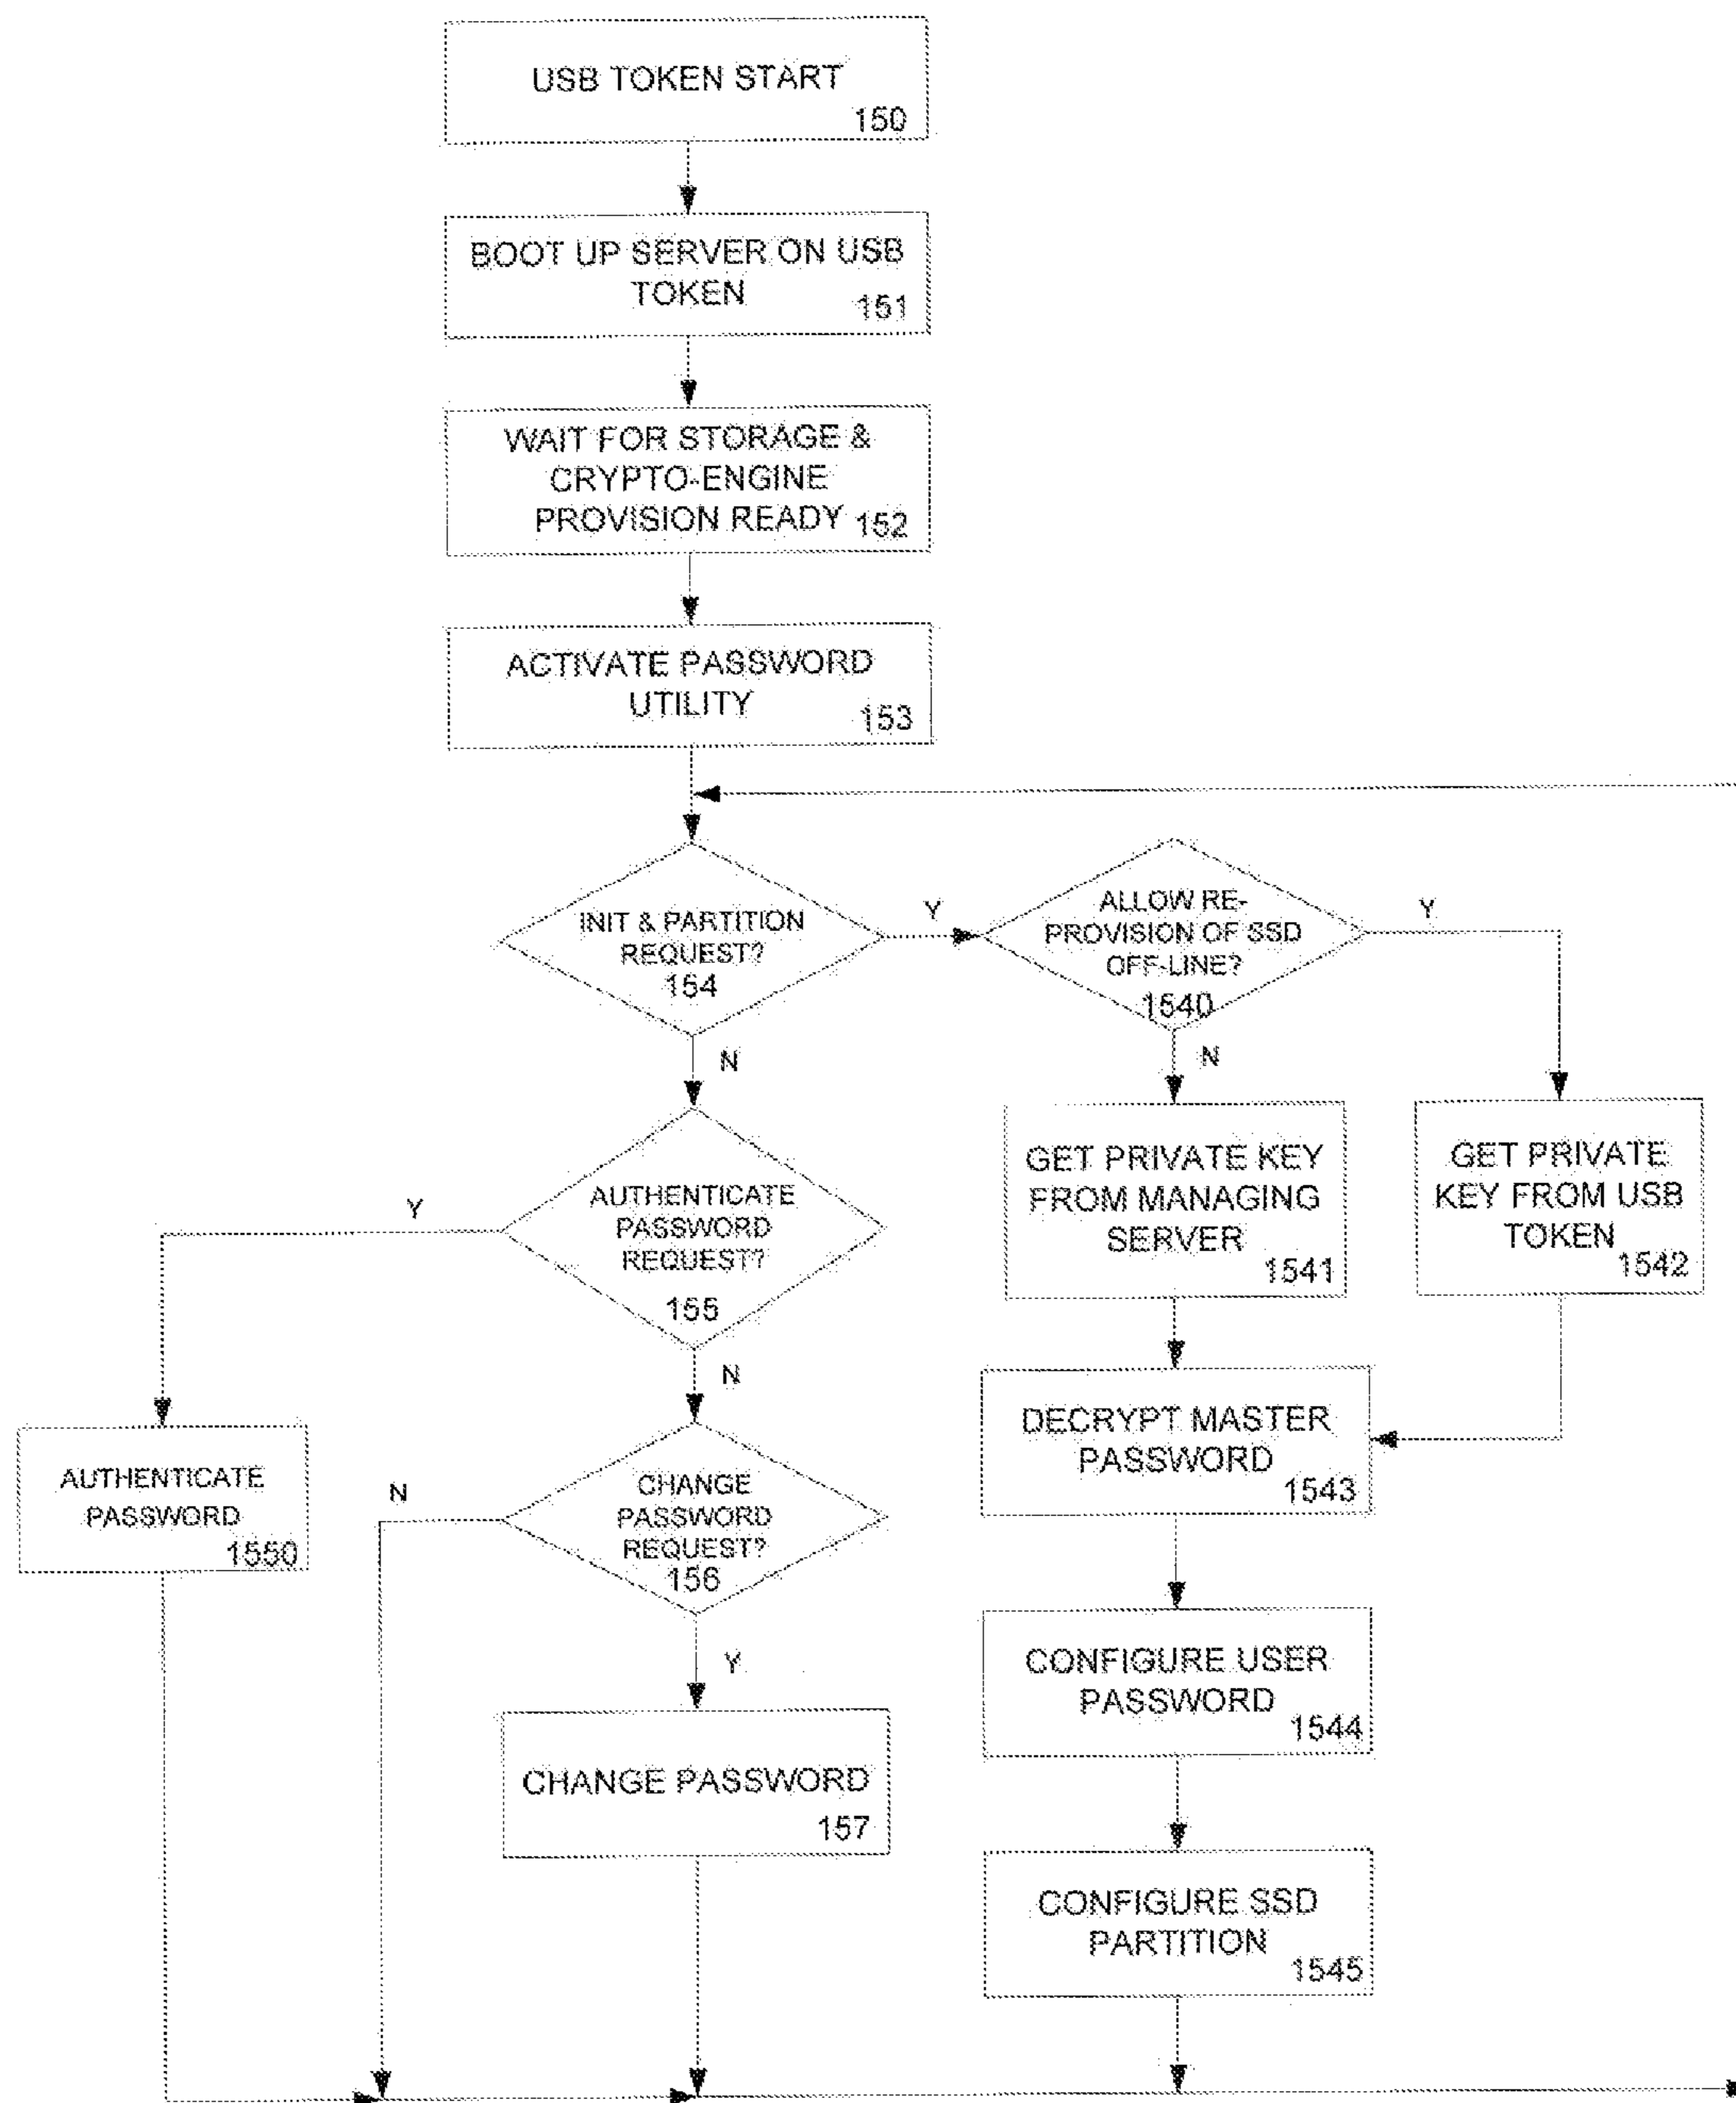 USB TOKEN START
150
BOOT UP SERVER ON USB
TOKEN
151
WAIT FOR STORAGE &
CRYPTO-ENGINE
PROVISION READY 152
ACTIVATE PASSWORD
UTILITY
153
INIT & PARTITION
REQUEST?
154
Y
ALLOW RE-
PROVISION OF SSD
OFF-LINE?
1540
Y
N
N
AUTHENTICATE
PASSWORD
REQUEST?
155
Y
GET PRIVATE KEY
FROM MANAGING
SERVER
1541
GET PRIVATE
KEY FROM USB
TOKEN
1542
N
AUTHENTICATE
PASSWORD
1550
N
CHANGE
PASSWORD
REQUEST?
156
DECRYPT MASTER
PASSWORD
1543
Y
CHANGE PASSWORD
157
CONFIGURE USER
PASSWORD
1544
CONFIGURE SSD
PARTITION
1545